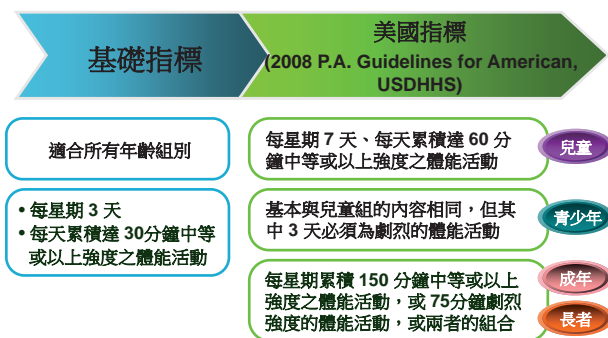 基礎指標
美國指標
(2008 P.A. Guidelines for American,
USDHHS)
適合所有年齡組別
• 每星期 3 天
• 每天累積達 30分鐘中等
或以上強度之體能活動
每星期 7 天、每天累積達 60 分
鐘中等或以上強度之體能活動
兒童
基本與兒童組的內容相同，但其
中 3 天必須為劇烈的體能活動
青少年
每星期累積 150 分鐘中等或以上
強度之體能活動，或 75分鐘劇烈
強度的體能活動，或兩者的組合
成年
長者